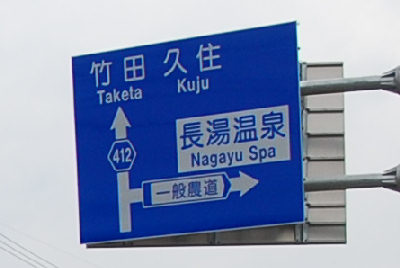 竹田 久住
Taketa Kuju
412
長湯温泉
Nagayu Spa
一般農道